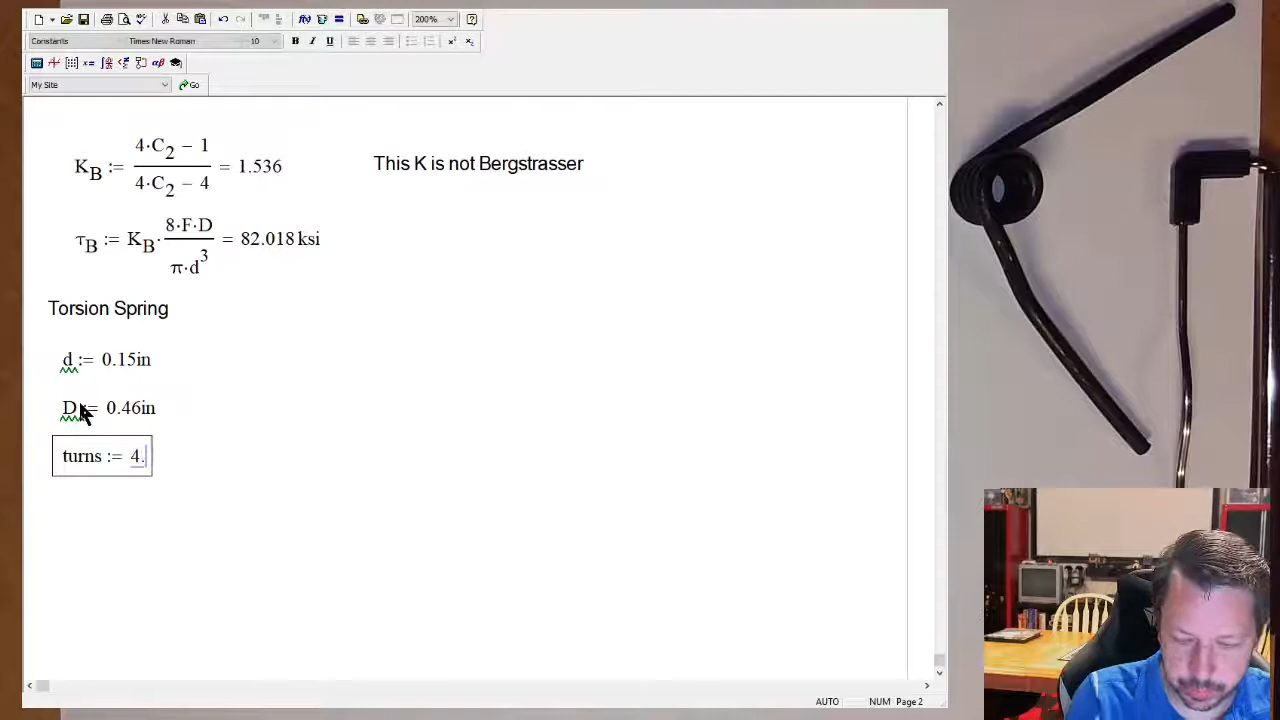 200%
Constants Times New Roman 10 B I U
My Site Go
K_B := (4·C_2 − 1)/(4·C_2 − 4) = 1.536 This K is not Bergstrasser
τ_B := K_B·(8·F·D)/(π·d^3) = 82.018 ksi
Torsion Spring
d := 0.15in
D := 0.46in
turns := 4.
AUTO NUM Page 2